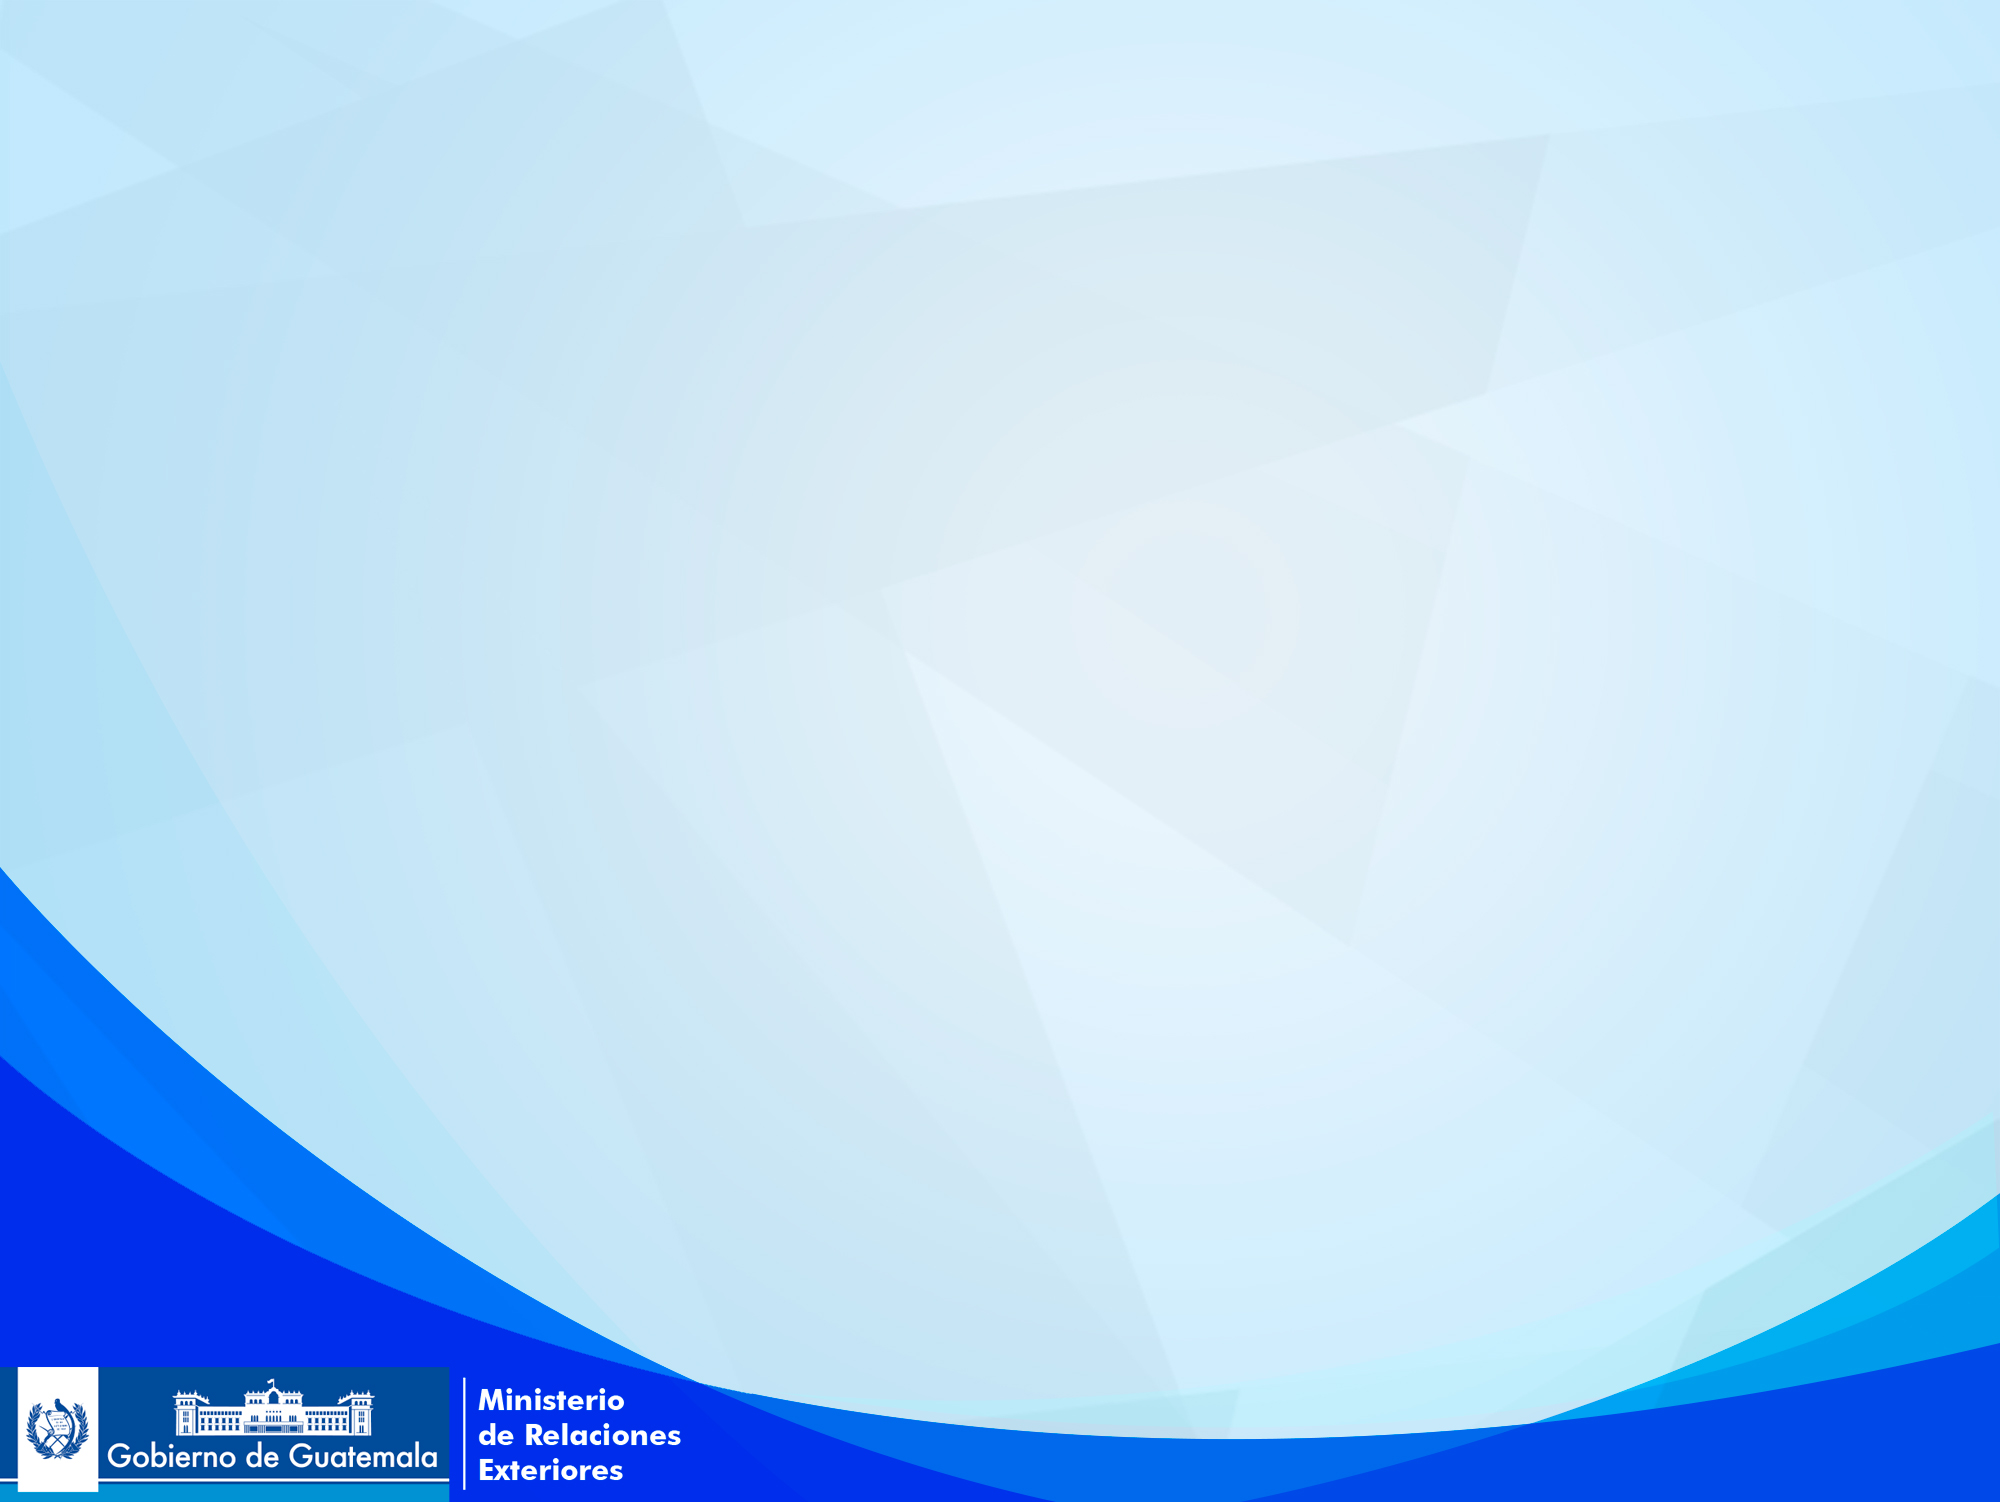 Gobierno de Guatemala
Ministerio
de Relaciones
Exteriores